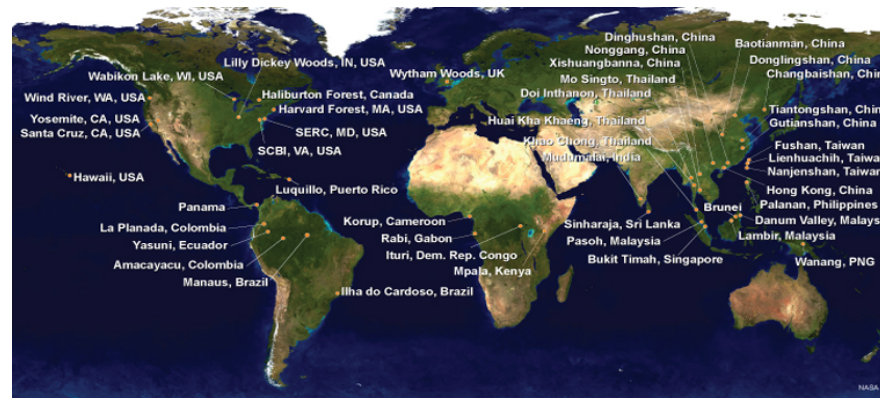 Lilly Dickey Woods, IN, USA
Wabikon Lake, WI, USA
Wind River, WA, USA
Haliburton Forest, Canada
Harvard Forest, MA, USA
Yosemite, CA, USA
Santa Cruz, CA, USA
SERC, MD, USA
SCBI, VA, USA
Hawaii, USA
Luquillo, Puerto Rico
Panama
La Planada, Colombia
Yasuni, Ecuador
Amacayacu, Colombia
Manaus, Brazil
Ilha do Cardoso, Brazil
Wytham Woods, UK
Korup, Cameroon
Rabi, Gabon
Ituri, Dem. Rep. Congo
Mpala, Kenya
Dinghushan, China
Nonggang, China
Xishuangbanna, China
Mo Singto, Thailand
Doi Inthanon, Thailand
Huai Kha Khaeng, Thailand
Khao Chong, Thailand
Mudumalai, India
Baotianman, China
Donglingshan, China
Changbaishan, Chin
Tiantongshan, Chin
Gutianshan, China
Fushan, Taiwan
Lienhuachih, Taiwa
Nanjenshan, Taiwan
Hong Kong, China
Palanan, Philippines
Brunei
Danum Valley, Malays
Lambir, Malaysia
Sinharaja, Sri Lanka
Pasoh, Malaysia
Bukit Timah, Singapore
Wanang, PNG
NASA